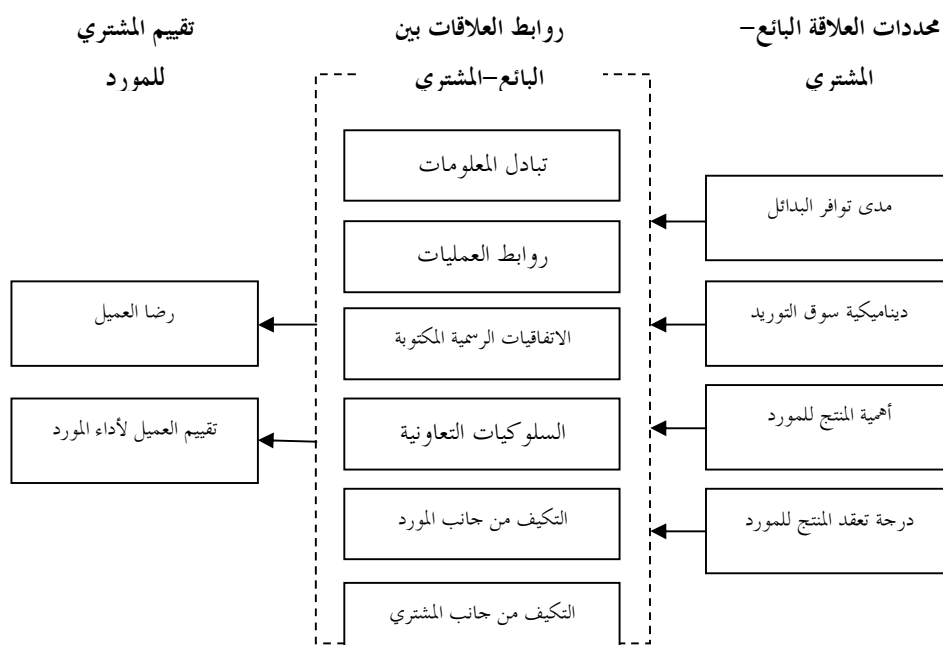 محددات العلاقة البائع–
المشتري
روابط العلاقات بين
البائع–المشتري
تقييم المشتري
للمورد
مدى توافر البدائل
ديناميكية سوق التوريد
أهمية المنتج للمورد
درجة تعقد المنتج للمورد
تبادل المعلومات
روابط العمليات
الاتفاقيات الرسمية المكتوبة
السلوكيات التعاونية
التكيف من جانب المورد
التكيف من جانب المشتري
رضا العميل
تقييم العميل لأداء المورد